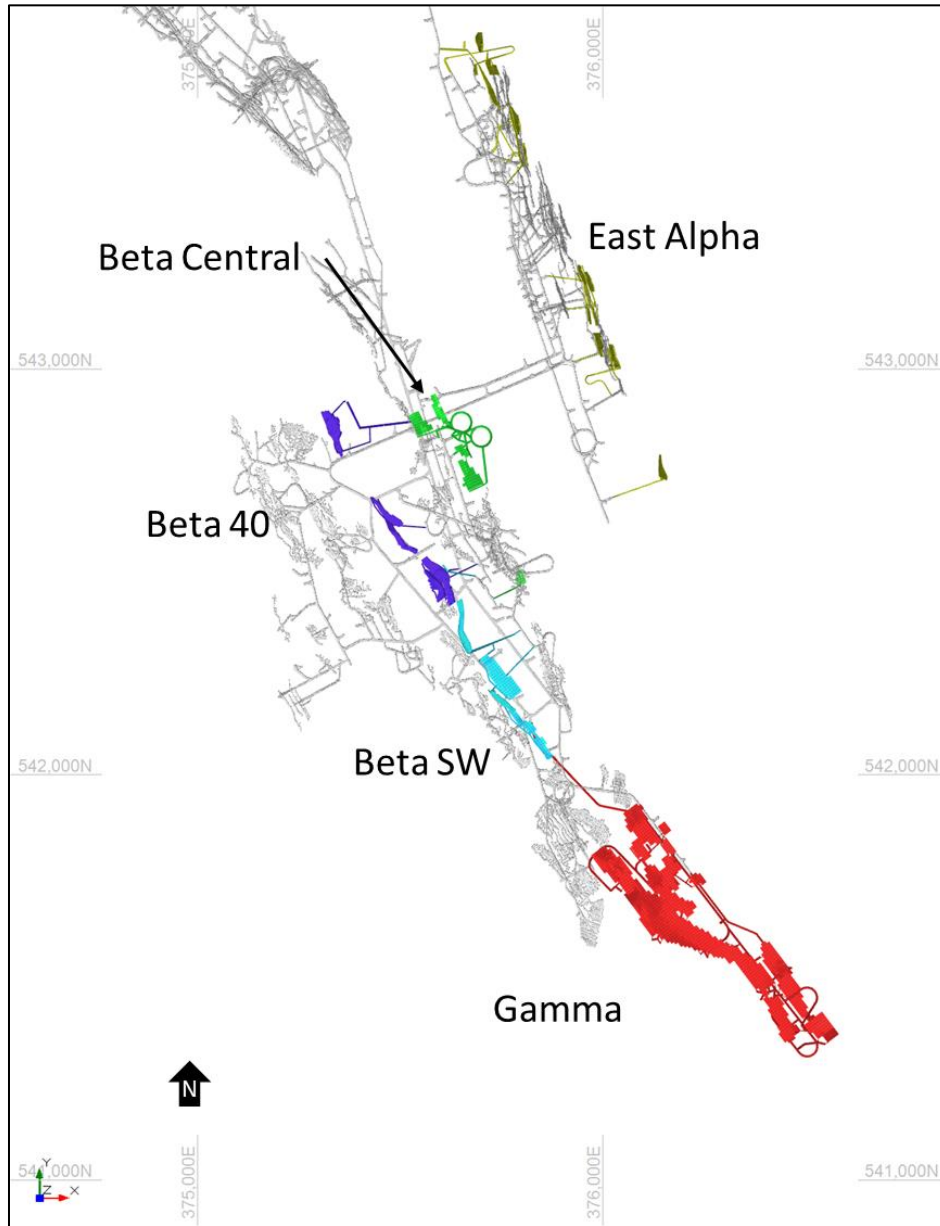 375,000E
376,000E
East Alpha
Beta Central
543,000N
543,000N
Beta 40
Beta SW
542,000N
542,000N
Gamma
N
541,000N
541,000N
Y
Z
X
375,000E
376,000E